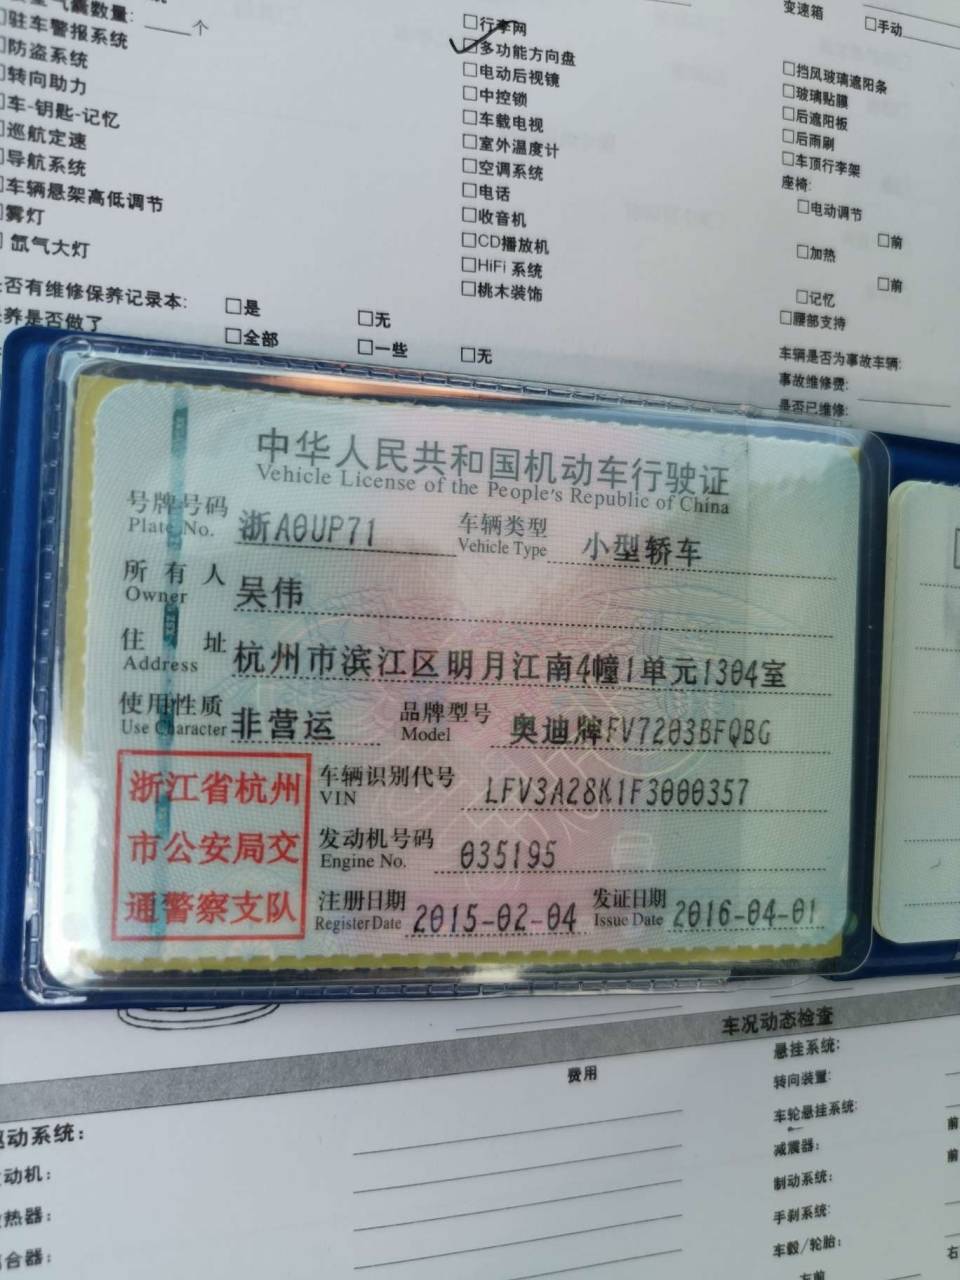 气囊数量: 个
驻车警报系统
防盗系统
转向助力
车-钥匙-记忆
巡航定速
导航系统
车辆悬架高低调节
雾灯
氙气大灯
□行李网
□多功能方向盘
□电动后视镜
□中控锁
□车载电视
□室外温度计
□空调系统
□电话
□收音机
□CD播放机
□HiFi 系统
□桃木装饰
变速箱 □手动
□挡风玻璃遮阳条
□玻璃贴膜
□后遮阳板
□后雨刷
□车顶行李架
座椅:
□电动调节
□前
□加热
□前
□记忆
□腰部支持
车辆是否为事故车辆:
事故维修费:
是否已维修:
否有维修保养记录本: □是 □无
养是否做了 □全部 □一些 □无
中华人民共和国机动车行驶证
Vehicle License of the People's Republic of China
号牌号码 浙A0UP71 车辆类型 小型轿车
Plate No. Vehicle Type
所有人 吴伟
Owner
住址 杭州市滨江区明月江南4幢1单元1304室
Address
使用性质 非营运 品牌型号 奥迪牌FV7203BFQBG
Use Character Model
浙江省杭州
市公安局交
通警察支队
车辆识别代号 LFV3A28K1F3000357
VIN
发动机号码 035195
Engine No.
注册日期 2015-02-04 发证日期 2016-04-01
Register Date Issue Date
车况动态检查
费用
动系统:
动机:
热器:
合器:
悬挂系统:
转向装置:
车轮悬挂系统:
前
减震器:
前
制动系统:
手刹系统:
车毂/轮胎:
右
左前